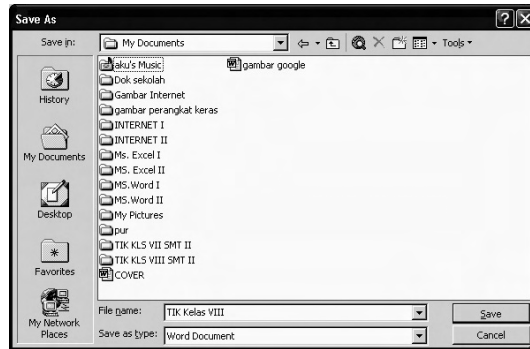 Save As
Save in: My Documents Tools
History
My Documents
Desktop
Favorites
My Network
Places
aku's Music
Dok sekolah
Gambar Internet
gambar perangkat keras
INTERNET I
INTERNET II
Ms. Excel I
MS. Excel II
MS.Word I
MS.Word II
My Pictures
pur
TIK KLS VII SMT II
TIK KLS VIII SMT II
COVER
gambar google
File name: TIK Kelas VIII Save
Save as type: Word Document Cancel